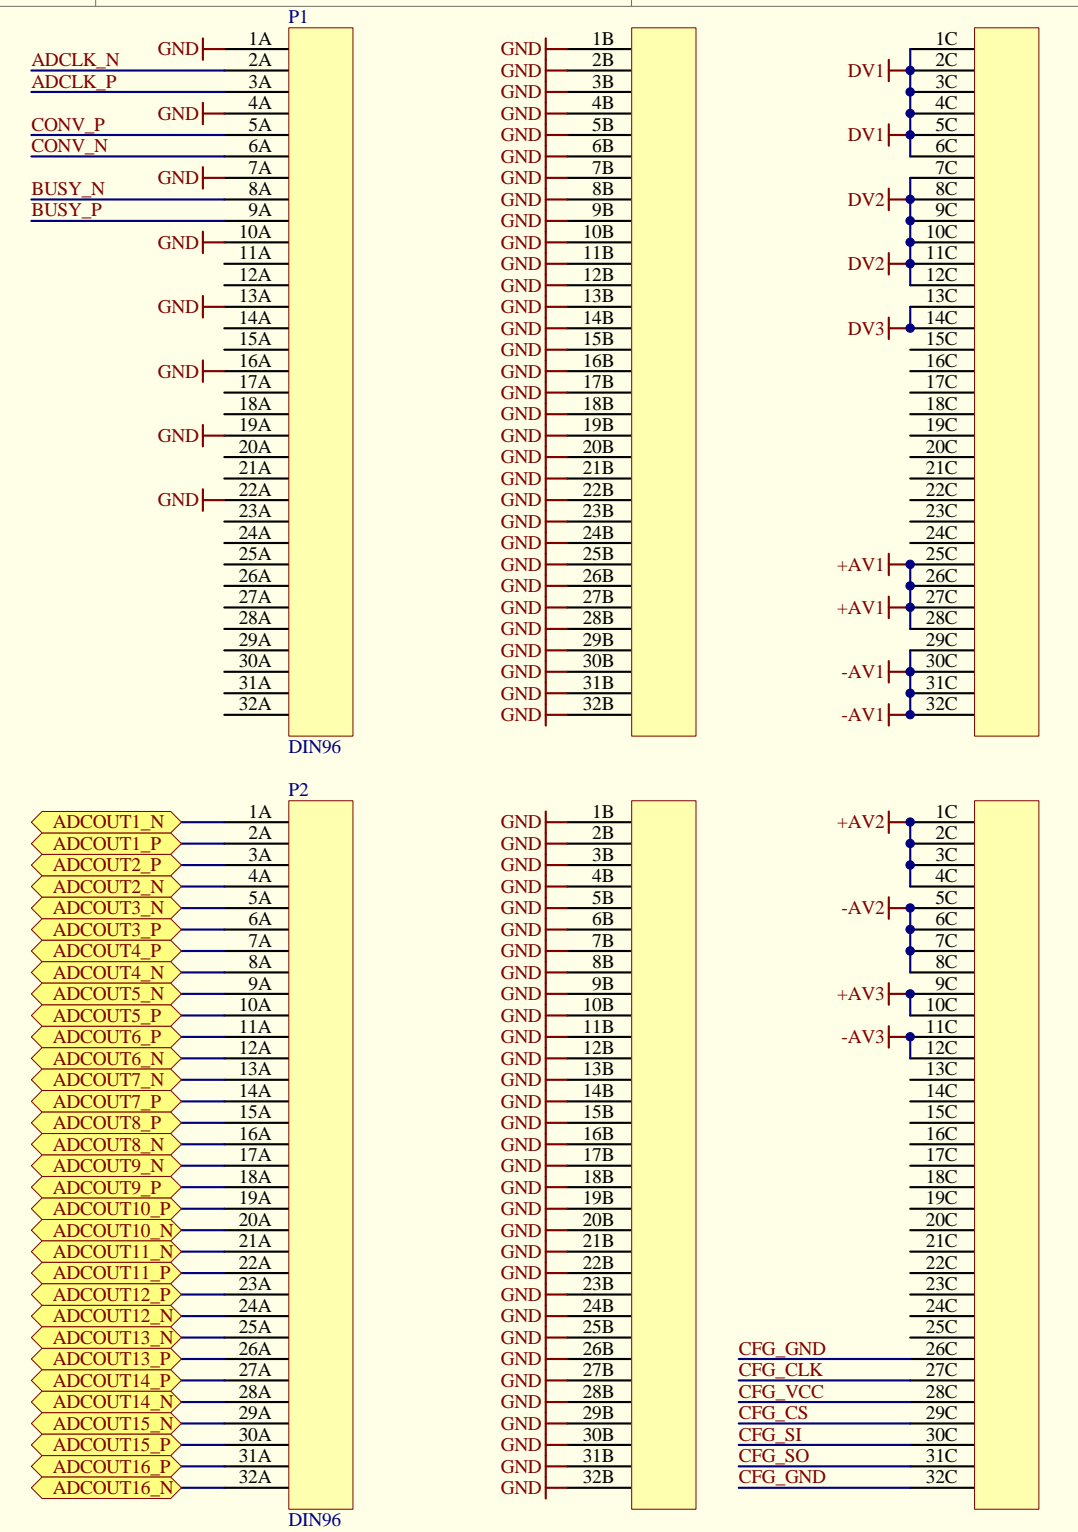 P1
GND 1A GND 1B 1C
ADCLK_N 2A GND 2B DV1 2C
ADCLK_P 3A GND 3B 3C
GND 4A GND 4B 4C
CONV_P 5A GND 5B DV1 5C
CONV_N 6A GND 6B 6C
GND 7A GND 7B 7C
BUSY_N 8A GND 8B DV2 8C
BUSY_P 9A GND 9B 9C
GND 10A GND 10B 10C
11A GND 11B DV2 11C
12A GND 12B 12C
GND 13A GND 13B 13C
14A GND 14B DV3 14C
15A GND 15B 15C
GND 16A GND 16B 16C
17A GND 17B 17C
18A GND 18B 18C
GND 19A GND 19B 19C
20A GND 20B 20C
21A GND 21B 21C
GND 22A GND 22B 22C
23A GND 23B 23C
24A GND 24B 24C
25A GND 25B +AV1 25C
26A GND 26B 26C
27A GND 27B +AV1 27C
28A GND 28B 28C
29A GND 29B 29C
30A GND 30B -AV1 30C
31A GND 31B 31C
32A GND 32B -AV1 32C
DIN96
P2
ADCOUT1_N 1A GND 1B +AV2 1C
ADCOUT1_P 2A GND 2B 2C
ADCOUT2_P 3A GND 3B 3C
ADCOUT2_N 4A GND 4B 4C
ADCOUT3_N 5A GND 5B -AV2 5C
ADCOUT3_P 6A GND 6B 6C
ADCOUT4_P 7A GND 7B 7C
ADCOUT4_N 8A GND 8B 8C
ADCOUT5_N 9A GND 9B +AV3 9C
ADCOUT5_P 10A GND 10B 10C
ADCOUT6_P 11A GND 11B -AV3 11C
ADCOUT6_N 12A GND 12B 12C
ADCOUT7_N 13A GND 13B 13C
ADCOUT7_P 14A GND 14B 14C
ADCOUT8_P 15A GND 15B 15C
ADCOUT8_N 16A GND 16B 16C
ADCOUT9_N 17A GND 17B 17C
ADCOUT9_P 18A GND 18B 18C
ADCOUT10_P 19A GND 19B 19C
ADCOUT10_N 20A GND 20B 20C
ADCOUT11_N 21A GND 21B 21C
ADCOUT11_P 22A GND 22B 22C
ADCOUT12_P 23A GND 23B 23C
ADCOUT12_N 24A GND 24B 24C
ADCOUT13_N 25A GND 25B 25C
ADCOUT13_P 26A GND 26B CFG_GND 26C
ADCOUT14_P 27A GND 27B CFG_CLK 27C
ADCOUT14_N 28A GND 28B CFG_VCC 28C
ADCOUT15_N 29A GND 29B CFG_CS 29C
ADCOUT15_P 30A GND 30B CFG_SI 30C
ADCOUT16_P 31A GND 31B CFG_SO 31C
ADCOUT16_N 32A GND 32B CFG_GND 32C
DIN96